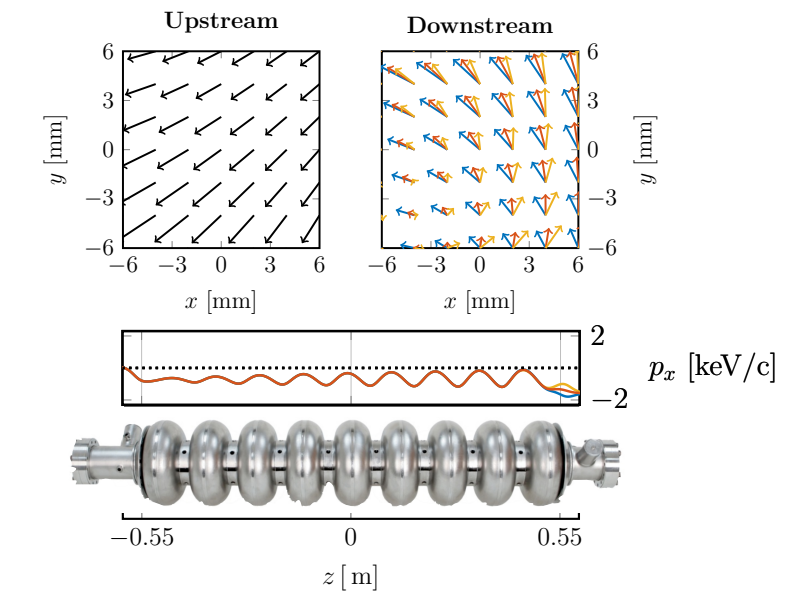 Upstream
Downstream
6
3
0
−3
−6
y [mm]
−6 −3 0 3 6
x [mm]
6
3
0
−3
−6
y [mm]
−6 −3 0 3 6
x [mm]
2
−2
pₓ [keV/c]
−0.55 0 0.55
z [ m]